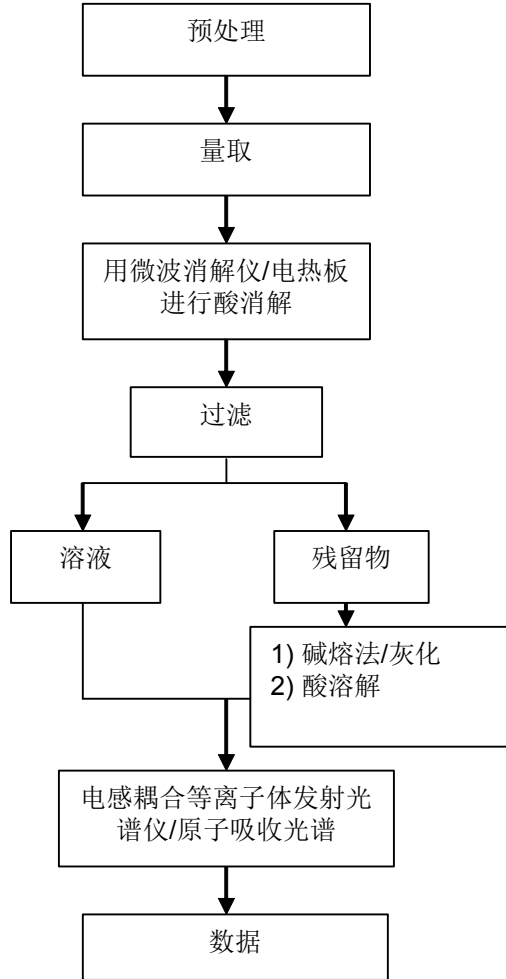 预处理
量取
用微波消解仪/电热板
进行酸消解
过滤
溶液
残留物
1) 碱熔法/灰化
2) 酸溶解
电感耦合等离子体发射光
谱仪/原子吸收光谱
数据